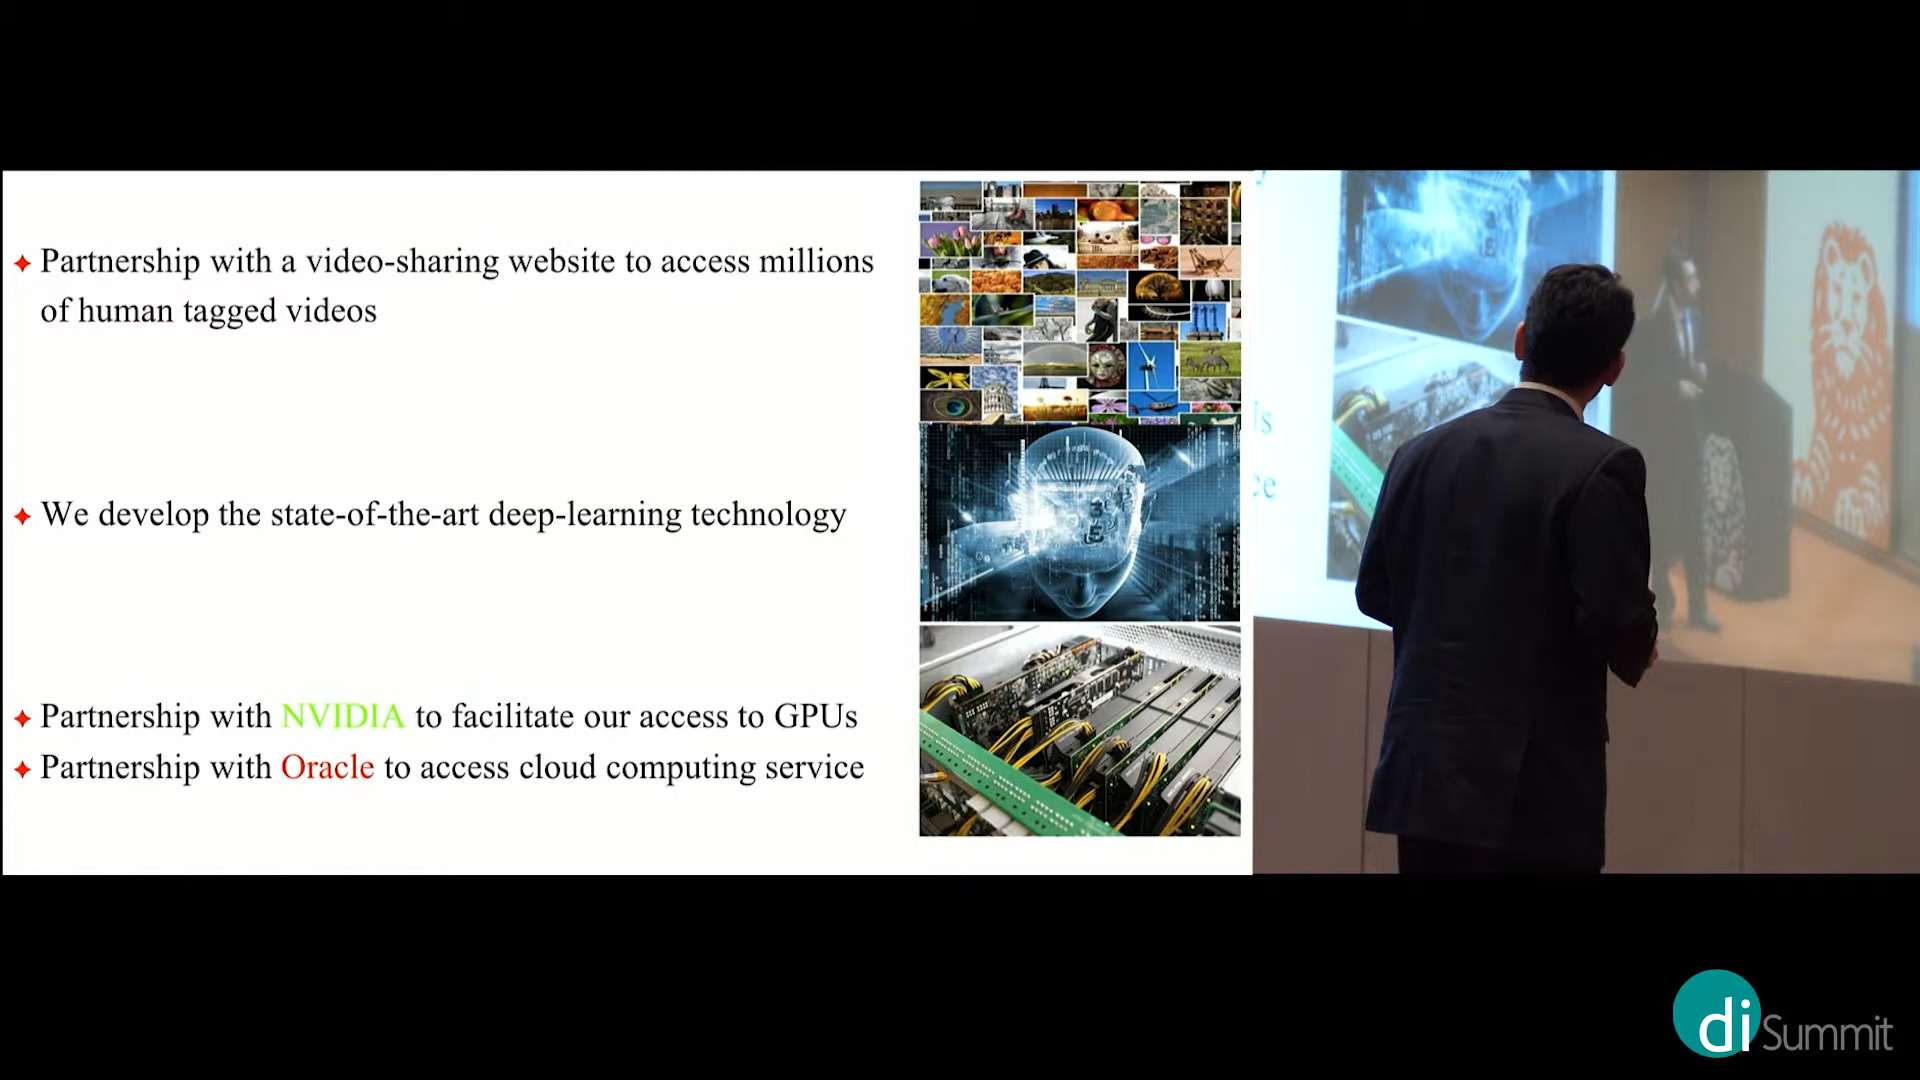 Partnership with a video-sharing website to access millions
of human tagged videos
We develop the state-of-the-art deep-learning technology
Partnership with NVIDIA to facilitate our access to GPUs
Partnership with Oracle to access cloud computing service
di Summit